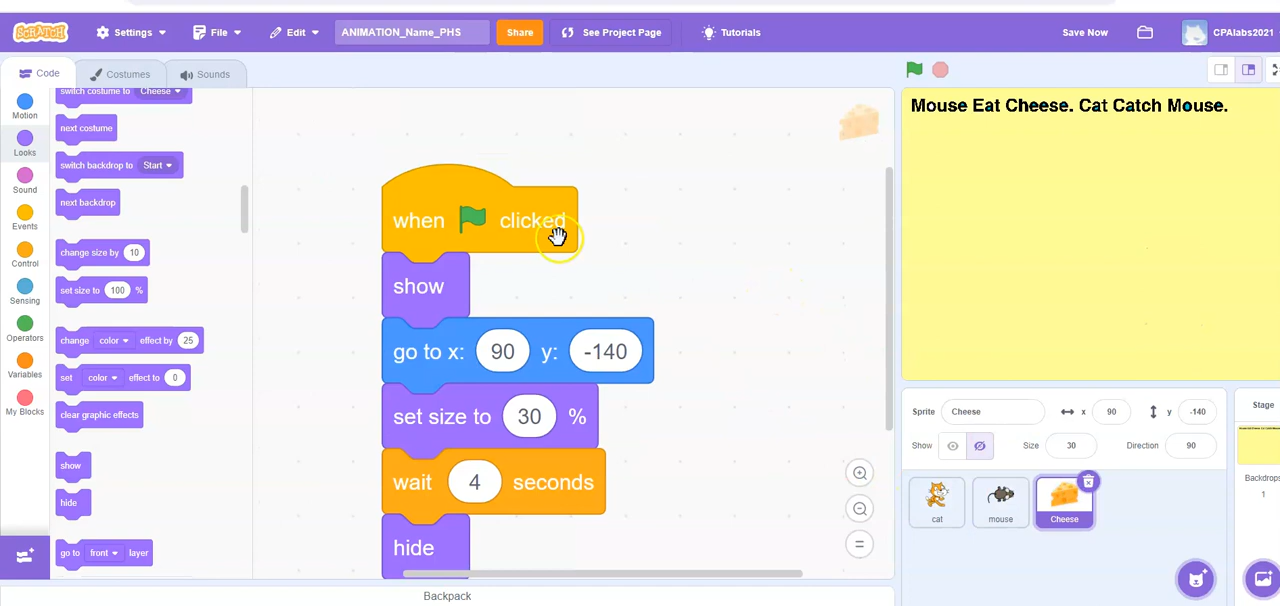 SCRATCH Settings File Edit ANIMATION_Name_PHS Share See Project Page Tutorials Save Now CPAlabs2021
Code Costumes Sounds
Motion
Looks
Sound
Events
Control
Sensing
Operators
Variables
My Blocks
switch costume to Cheese
next costume
switch backdrop to Start
next backdrop
change size by 10
set size to 100 %
change color effect by 25
set color effect to 0
clear graphic effects
show
hide
go to front layer
when clicked
show
go to x: 90 y: -140
set size to 30 %
wait 4 seconds
hide
Backpack
Mouse Eat Cheese. Cat Catch Mouse.
Sprite Cheese x 90 y -140
Show Size 30 Direction 90
cat mouse Cheese
Stage
Backdrops
1